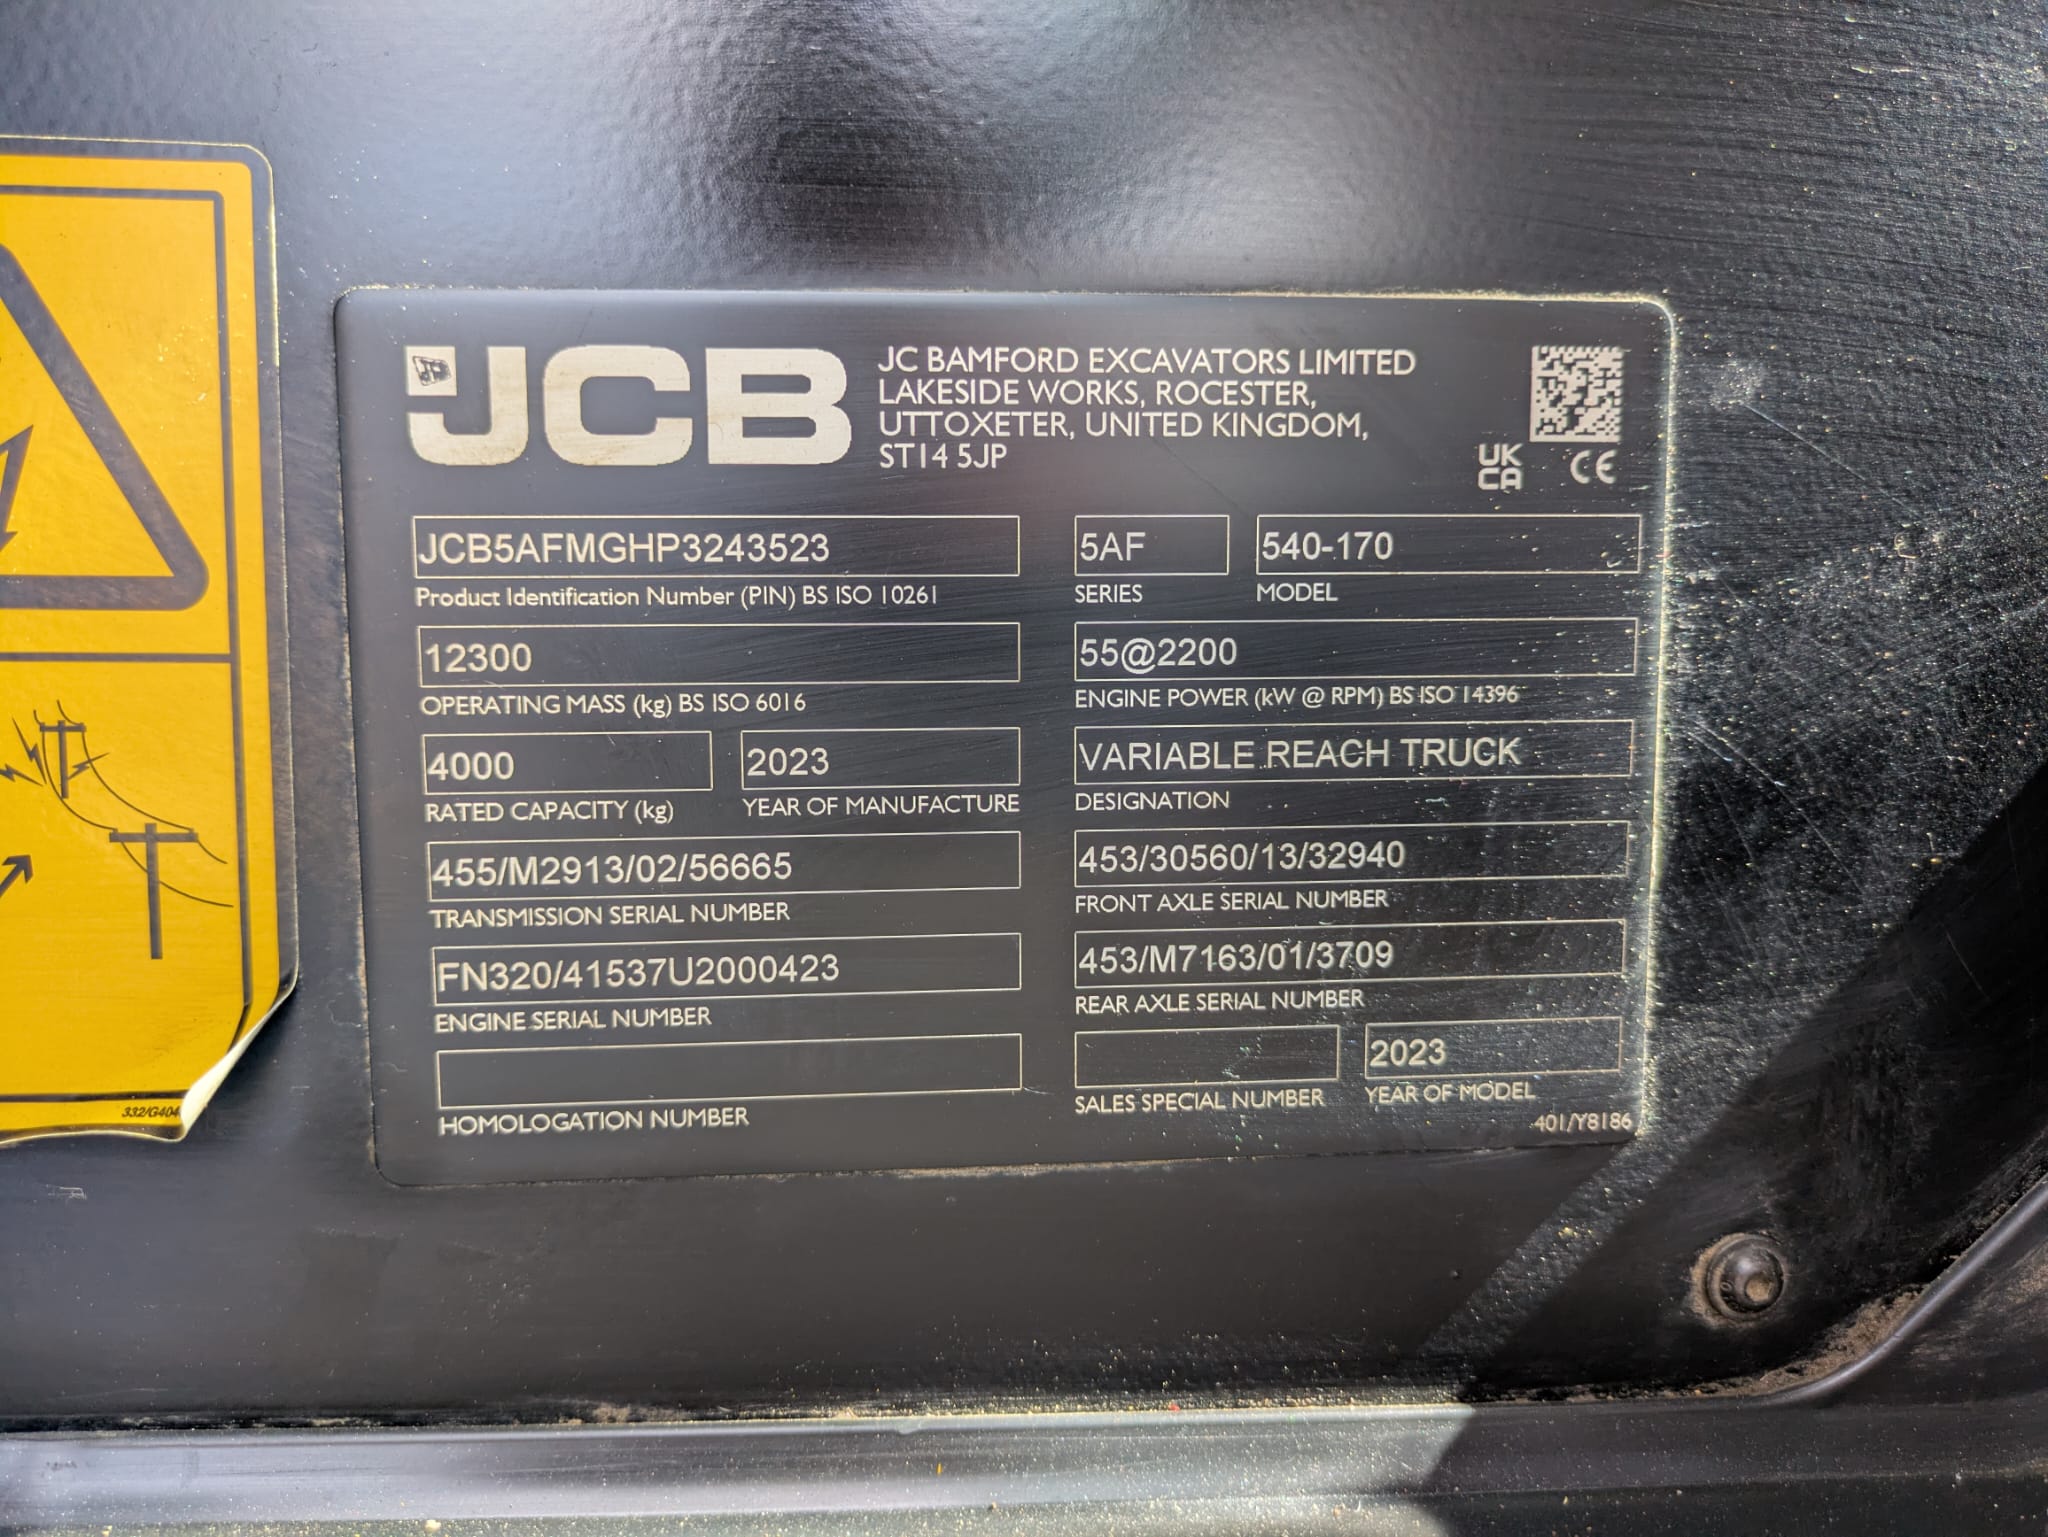 JCB
JC BAMFORD EXCAVATORS LIMITED
LAKESIDE WORKS, ROCESTER,
UTTOXETER, UNITED KINGDOM,
ST14 5JP
UK
CA
CE
JCB5AFMGHP3243523
Product Identification Number (PIN) BS ISO 10261
5AF
SERIES
540-170
MODEL
12300
OPERATING MASS (kg) BS ISO 6016
55@2200
ENGINE POWER (kW @ RPM) BS ISO 14396
4000
RATED CAPACITY (kg)
2023
YEAR OF MANUFACTURE
VARIABLE REACH TRUCK
DESIGNATION
455/M2913/02/56665
TRANSMISSION SERIAL NUMBER
453/30560/13/32940
FRONT AXLE SERIAL NUMBER
FN320/41537U2000423
ENGINE SERIAL NUMBER
453/M7163/01/3709
REAR AXLE SERIAL NUMBER
HOMOLOGATION NUMBER
SALES SPECIAL NUMBER
2023
YEAR OF MODEL
401/Y8186